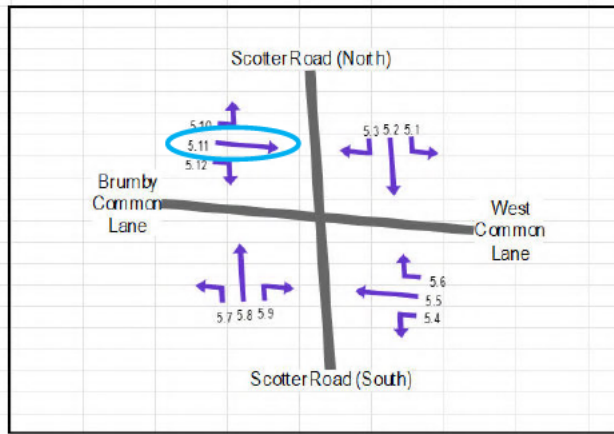 Scotter Road (North)
5.10
5.11
5.12
5.3 5.2 5.1
Brumby
Common
Lane
West
Common
Lane
5.6
5.5
5.4
5.7 5.8 5.9
Scotter Road (South)